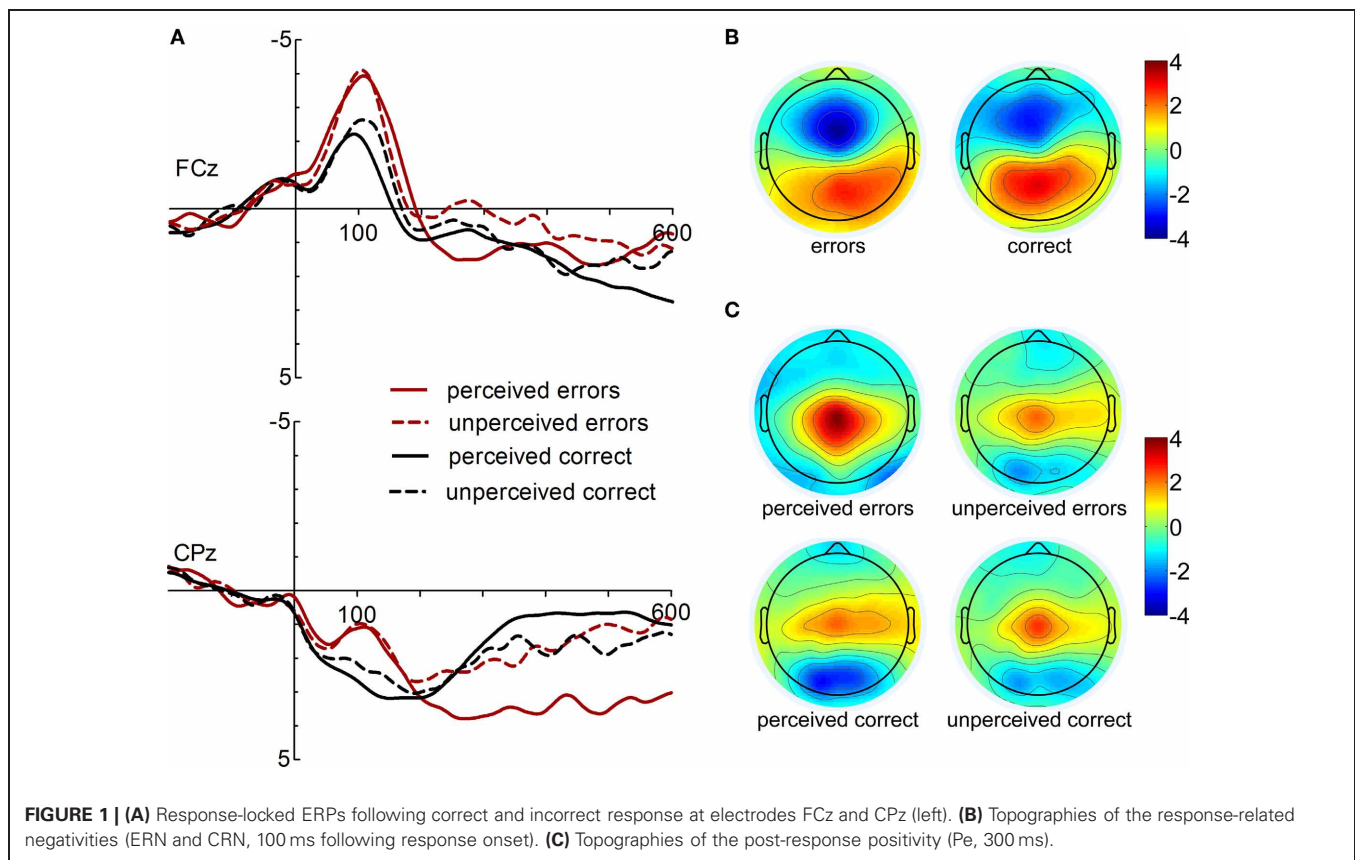 A
-5
FCz
100
600
5
perceived errors
unperceived errors
perceived correct
unperceived correct
-5
CPz
100
600
5
B
errors
correct
4
2
0
-2
-4
C
perceived errors
unperceived errors
perceived correct
unperceived correct
4
2
0
-2
-4
FIGURE 1 | (A) Response-locked ERPs following correct and incorrect response at electrodes FCz and CPz (left). (B) Topographies of the response-related
negativities (ERN and CRN, 100 ms following response onset). (C) Topographies of the post-response positivity (Pe, 300 ms).